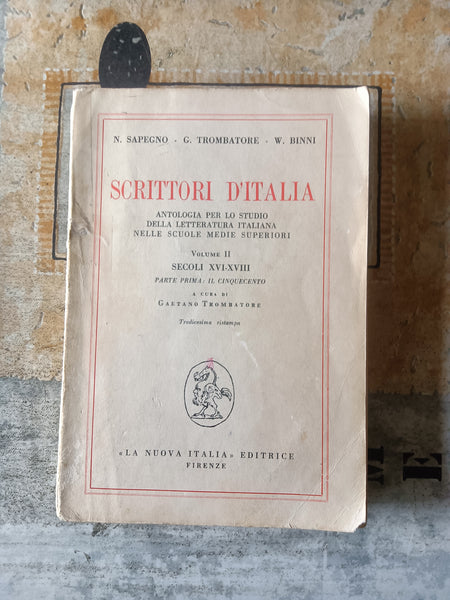 N. SAPEGNO - G. TROMBATORE - W. BINNI
SCRITTORI D'ITALIA
ANTOLOGIA PER LO STUDIO
DELLA LETTERATURA ITALIANA
NELLE SCUOLE MEDIE SUPERIORI
VOLUME II
SECOLI XVI-XVIII
PARTE PRIMA: IL CINQUECENTO
A CURA DI
GAETANO TROMBATORE
Tredicesima ristampa
«LA NUOVA ITALIA» EDITRICE
FIRENZE
M E